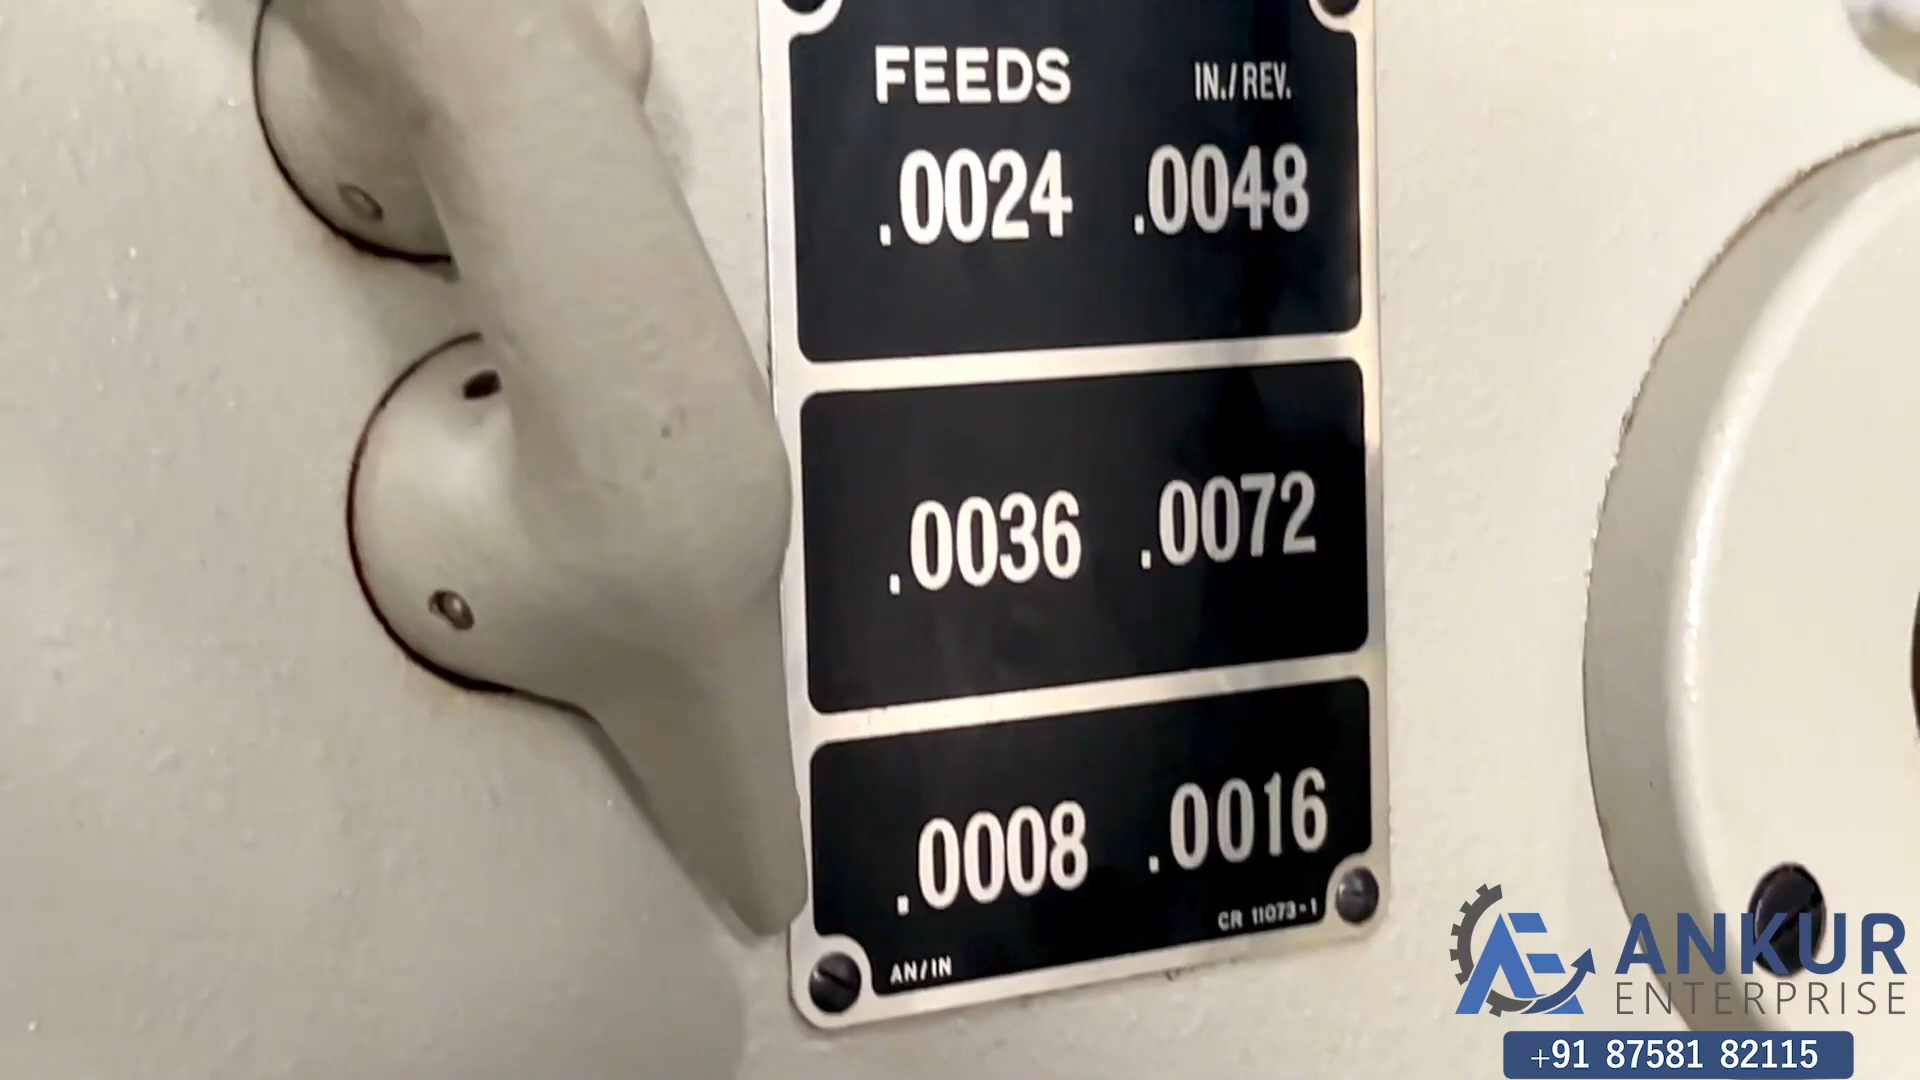 FEEDS IN./REV.
.0024 .0048
.0036 .0072
.0008 .0016
CR 11073-1
AN/IN
ANKUR
ENTERPRISE
+91 87581 82115